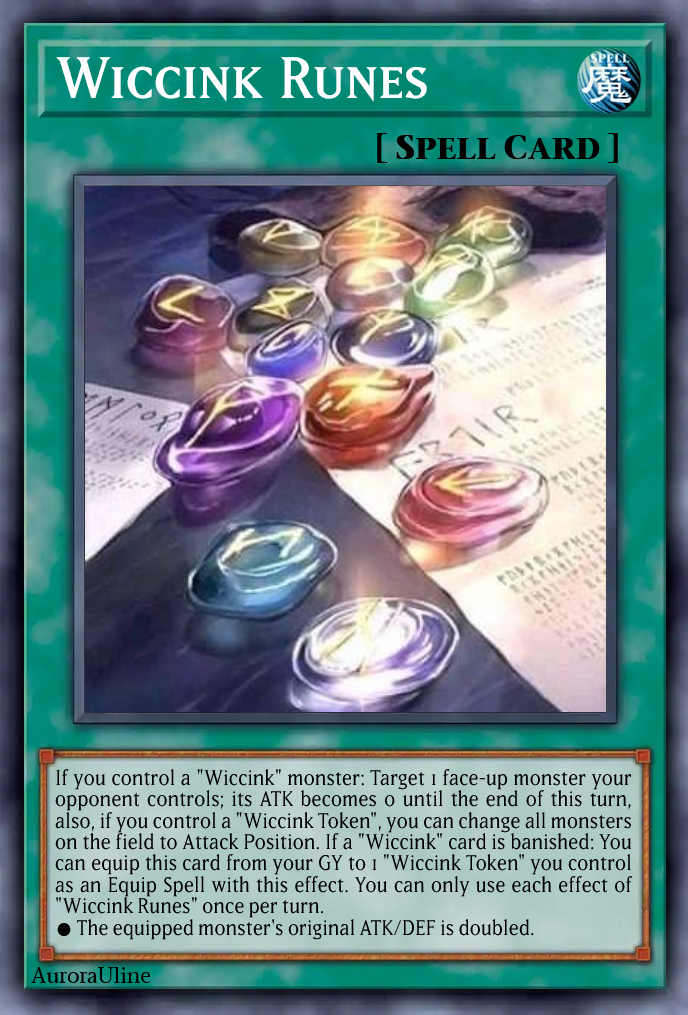 Wiccink Runes
SPELL
魔
[ Spell Card ]
If you control a "Wiccink" monster: Target 1 face-up monster your
opponent controls; its ATK becomes 0 until the end of this turn,
also, if you control a "Wiccink Token", you can change all monsters
on the field to Attack Position. If a "Wiccink" card is banished: You
can equip this card from your GY to 1 "Wiccink Token" you control
as an Equip Spell with this effect. You can only use each effect of
"Wiccink Runes" once per turn.
● The equipped monster's original ATK/DEF is doubled.
AuroraUline